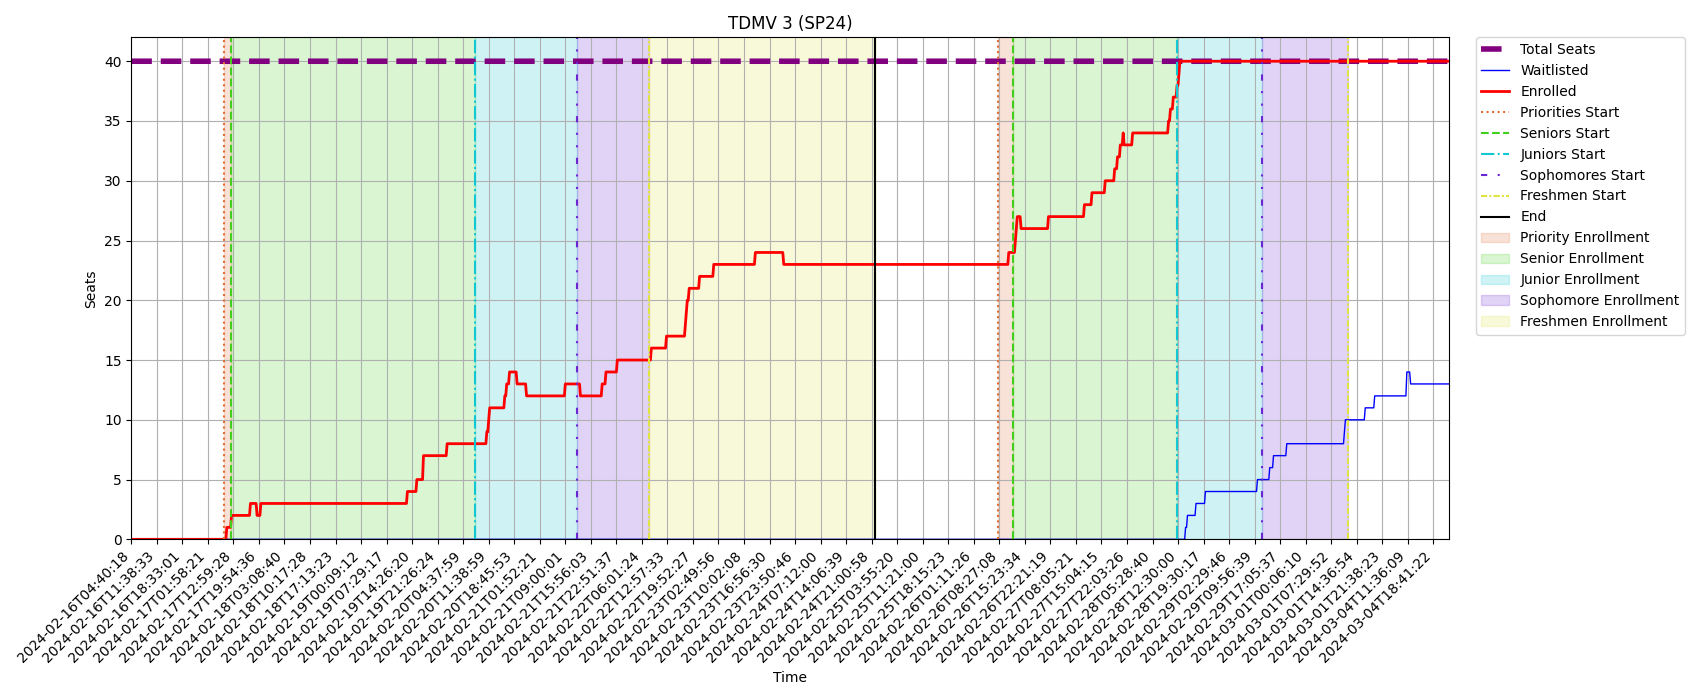 TDMV 3 (SP24)
Total Seats
Waitlisted
Enrolled
Priorities Start
Seniors Start
Juniors Start
Sophomores Start
Freshmen Start
End
Priority Enrollment
Senior Enrollment
Junior Enrollment
Sophomore Enrollment
Freshmen Enrollment
Seats
40
35
30
25
20
15
10
5
0
2024-02-16T04:40:18
2024-02-16T11:38:33
2024-02-16T18:33:01
2024-02-17T01:58:21
2024-02-17T12:59:28
2024-02-17T19:54:36
2024-02-18T03:08:40
2024-02-18T10:17:28
2024-02-18T17:13:23
2024-02-19T00:09:12
2024-02-19T07:29:17
2024-02-19T14:26:20
2024-02-19T21:26:24
2024-02-20T04:37:59
2024-02-20T11:38:59
2024-02-20T18:45:53
2024-02-21T01:52:21
2024-02-21T09:00:01
2024-02-21T15:56:03
2024-02-21T22:51:37
2024-02-22T06:01:24
2024-02-22T12:57:33
2024-02-22T19:52:27
2024-02-23T02:49:56
2024-02-23T10:02:08
2024-02-23T16:56:30
2024-02-23T23:50:46
2024-02-24T07:12:00
2024-02-24T14:06:39
2024-02-24T21:00:58
2024-02-25T03:55:20
2024-02-25T11:21:00
2024-02-25T18:15:23
2024-02-26T01:11:26
2024-02-26T08:27:08
2024-02-26T15:23:34
2024-02-26T22:21:19
2024-02-27T08:05:21
2024-02-27T15:04:15
2024-02-27T22:03:26
2024-02-28T05:28:40
2024-02-28T12:30:00
2024-02-28T19:30:17
2024-02-29T02:29:46
2024-02-29T09:56:39
2024-02-29T17:05:37
2024-03-01T00:06:10
2024-03-01T07:29:52
2024-03-01T14:36:54
2024-03-01T21:38:23
2024-03-04T11:36:09
2024-03-04T18:41:22
Time